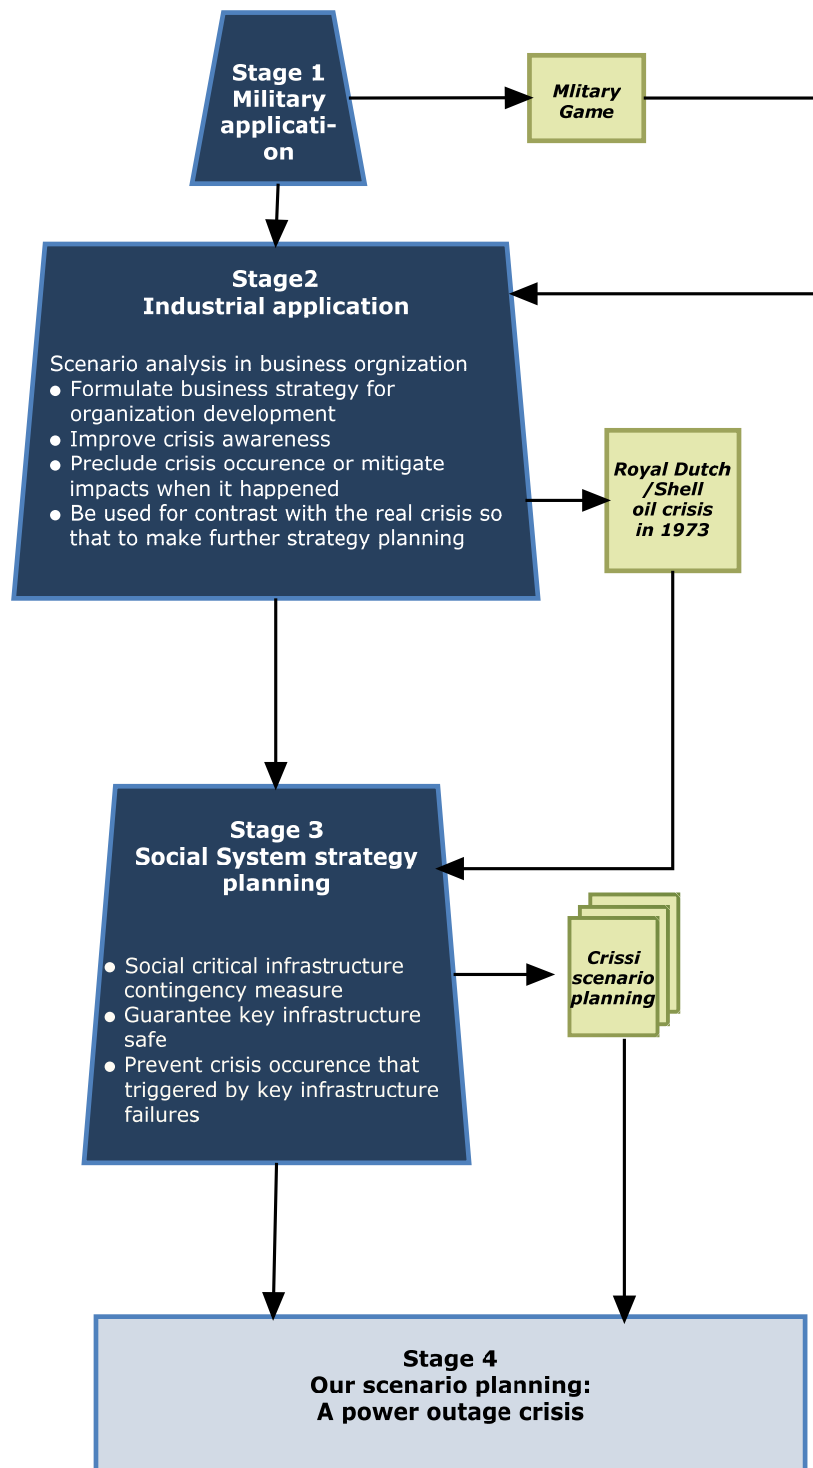 Stage 1
Military
applicati-
on
Mlitary
Game
Stage2
Industrial application
Scenario analysis in business orgnization
● Formulate business strategy for
organization development
● Improve crisis awareness
● Preclude crisis occurence or mitigate
impacts when it happened
● Be used for contrast with the real crisis so
that to make further strategy planning
Royal Dutch
/Shell
oil crisis
in 1973
Stage 3
Social System strategy
planning
● Social critical infrastructure
contingency measure
● Guarantee key infrastructure
safe
● Prevent crisis occurence that
triggered by key infrastructure
failures
Crissi
scenario
planning
Stage 4
Our scenario planning:
A power outage crisis